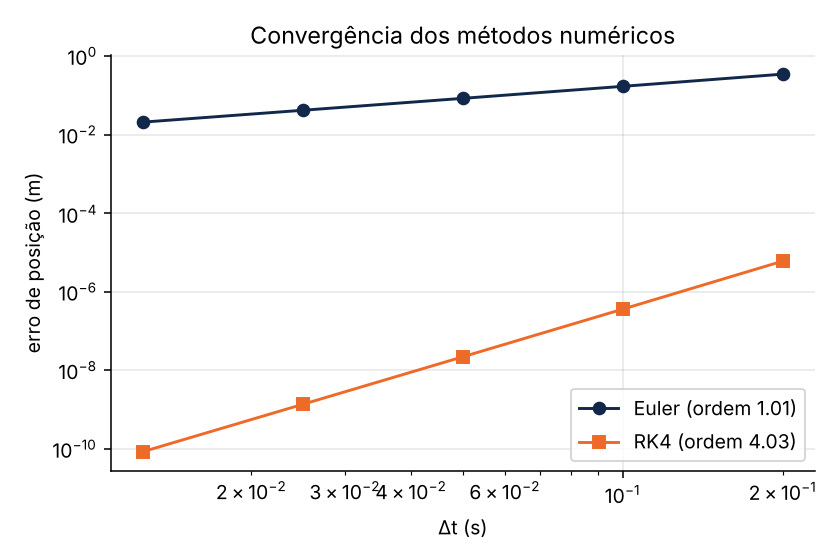 Convergência dos métodos numéricos
10⁰
10⁻²
10⁻⁴
10⁻⁶
10⁻⁸
10⁻¹⁰
erro de posição (m)
Euler (ordem 1.01)
RK4 (ordem 4.03)
2 × 10⁻² 3 × 10⁻² 4 × 10⁻² 6 × 10⁻² 10⁻¹ 2 × 10⁻¹
Δt (s)